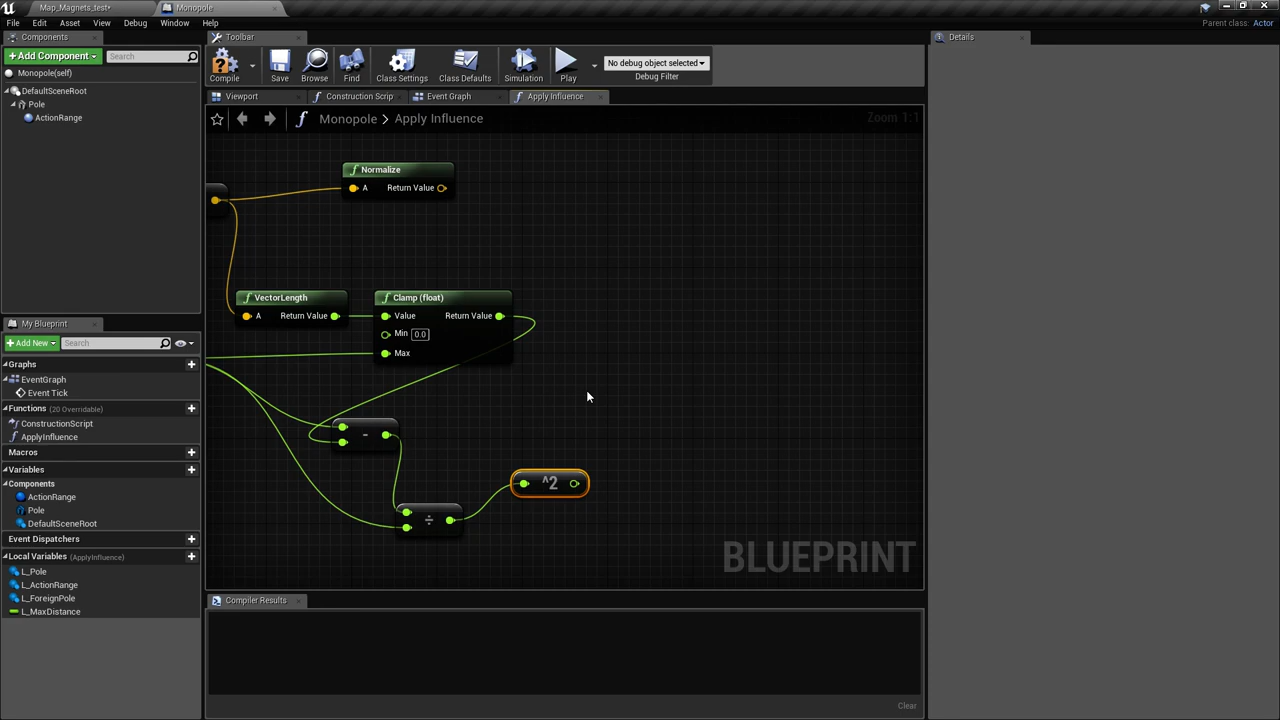 Map_Magnets_test*
Monopole
File Edit Asset View Debug Window Help
Parent class: Actor
Components
+ Add Component
Search
Monopole(self)
DefaultSceneRoot
Pole
ActionRange
My Blueprint
+ Add New
Search
Graphs
EventGraph
Event Tick
Functions (20 Overridable)
ConstructionScript
ApplyInfluence
Macros
Variables
Components
ActionRange
Pole
DefaultSceneRoot
Event Dispatchers
Local Variables (ApplyInfluence)
L_Pole
L_ActionRange
L_ForeignPole
L_MaxDistance
Toolbar
Compile Save Browse Find Class Settings Class Defaults Simulation Play
No debug object selected
Debug Filter
Viewport Construction Scrip Event Graph Apply Influence
Monopole > Apply Influence
Zoom 1:1
Normalize
A Return Value
VectorLength
A Return Value
Clamp (float)
Value Return Value
Min 0.0
Max
-
^2
÷
BLUEPRINT
Compiler Results
Clear
Details